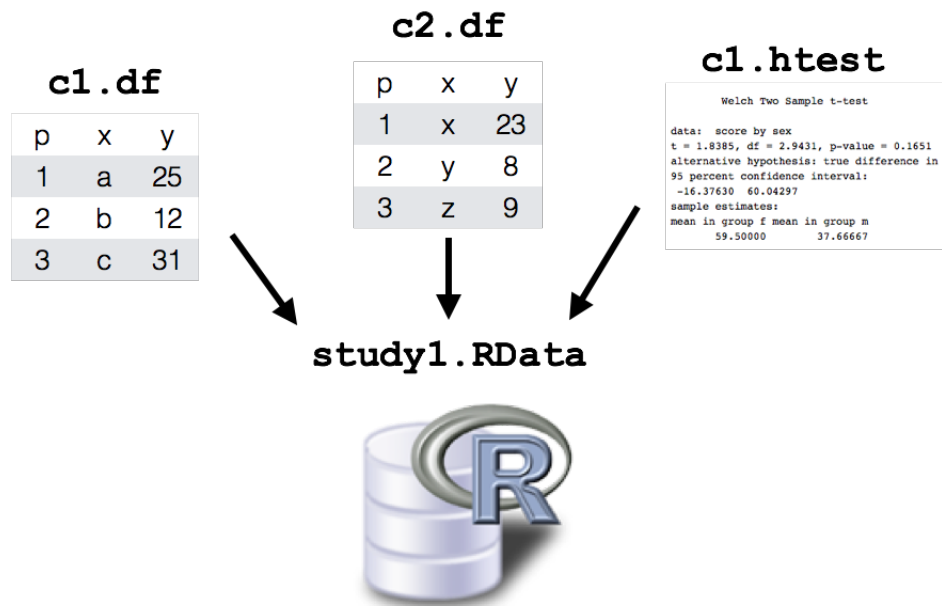 c1.df
p x y
1 a 25
2 b 12
3 c 31
c2.df
p x y
1 x 23
2 y 8
3 z 9
c1.htest
Welch Two Sample t-test
data:  score by sex
t = 1.8385, df = 2.9431, p-value = 0.1651
alternative hypothesis: true difference in
95 percent confidence interval:
-16.37630  60.04297
sample estimates:
mean in group f mean in group m
59.50000        37.66667
study1.RData
R